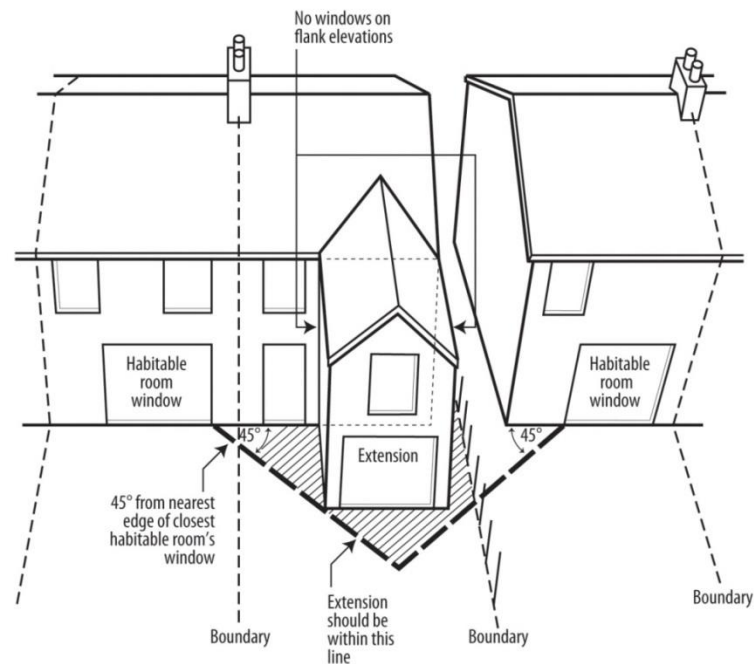 No windows on
flank elevations
Habitable
room
window
Habitable
room
window
45°
Extension
45°
45° from nearest
edge of closest
habitable room's
window
Extension
should be
within this
line
Boundary
Boundary
Boundary